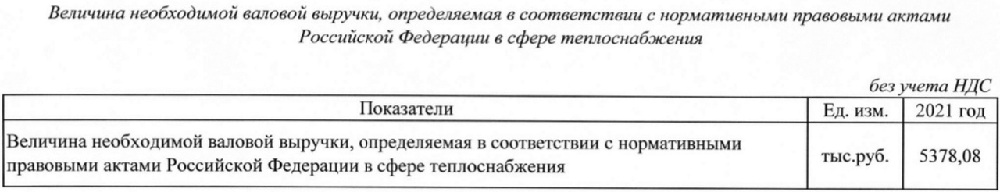 Величина необходимой валовой выручки, определяемая в соответствии с нормативными правовыми актами
Российской Федерации в сфере теплоснабжения
без учета НДС
Показатели Ед. изм. 2021 год
Величина необходимой валовой выручки, определяемая в соответствии с нормативными
правовыми актами Российской Федерации в сфере теплоснабжения
тыс.руб. 5378,08